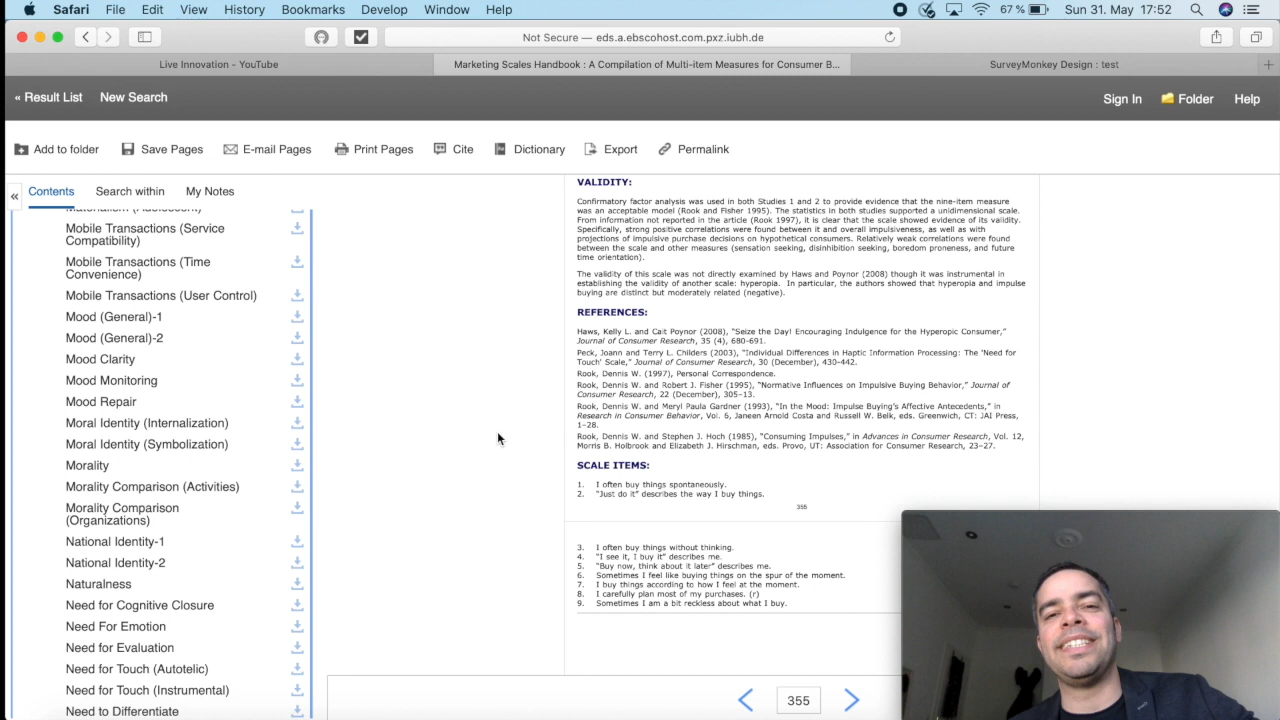 Safari File Edit View History Bookmarks Develop Window Help 67 % Sun 31. May 17:52
Not Secure — eds.a.ebscohost.com.pxz.iubh.de
Live Innovation - YouTube
Marketing Scales Handbook : A Compilation of Multi-item Measures for Consumer B...
SurveyMonkey Design : test
« Result List New Search Sign In Folder Help
Add to folder Save Pages E-mail Pages Print Pages Cite Dictionary Export Permalink
Contents Search within My Notes
Materialism (Adolescent)
Mobile Transactions (Service
Compatibility)
Mobile Transactions (Time
Convenience)
Mobile Transactions (User Control)
Mood (General)-1
Mood (General)-2
Mood Clarity
Mood Monitoring
Mood Repair
Moral Identity (Internalization)
Moral Identity (Symbolization)
Morality
Morality Comparison (Activities)
Morality Comparison
(Organizations)
National Identity-1
National Identity-2
Naturalness
Need for Cognitive Closure
Need For Emotion
Need for Evaluation
Need for Touch (Autotelic)
Need for Touch (Instrumental)
Need to Differentiate
VALIDITY:
Confirmatory factor analysis was used in both Studies 1 and 2 to provide evidence that the nine-item measure
was an acceptable model (Rook and Fisher 1995). The statistics in both studies supported a unidimensional scale.
From information not reported in the article (Rook 1997), it is clear that the scale showed evidence of its validity.
Specifically, strong positive correlations were found between it and overall impulsiveness, as well as with
projections of impulsive purchase decisions on hypothetical consumers. Relatively weak correlations were found
between the scale and other measures (sensation seeking, disinhibition seeking, boredom proneness, and future
time orientation).
The validity of this scale was not directly examined by Haws and Poynor (2008) though it was instrumental in
establishing the validity of another scale: hyperopia. In particular, the authors showed that hyperopia and impulse
buying are distinct but moderately related (negative).
REFERENCES:
Haws, Kelly L. and Cait Poynor (2008), “Seize the Day! Encouraging Indulgence for the Hyperopic Consumer,”
Journal of Consumer Research, 35 (4), 680-691.
Peck, Joann and Terry L. Childers (2003), “Individual Differences in Haptic Information Processing: The ‘Need for
Touch’ Scale,” Journal of Consumer Research, 30 (December), 430-442.
Rook, Dennis W. (1997), Personal Correspondence.
Rook, Dennis W. and Robert J. Fisher (1995), “Normative Influences on Impulsive Buying Behavior,” Journal of
Consumer Research, 22 (December), 305-13.
Rook, Dennis W. and Meryl Paula Gardner (1993), “In the Mood: Impulse Buying’s Affective Antecedents,” in
Research in Consumer Behavior, Vol. 6, Janeen Arnold Costa and Russell W. Belk, eds. Greenwich, CT: JAI Press,
1-28.
Rook, Dennis W. and Stephen J. Hoch (1985), “Consuming Impulses,” in Advances in Consumer Research, Vol. 12,
Morris B. Holbrook and Elizabeth J. Hirschman, eds. Provo, UT: Association for Consumer Research, 23-27.
SCALE ITEMS:
1. I often buy things spontaneously.
2. “Just do it” describes the way I buy things.
355
3. I often buy things without thinking.
4. “I see it, I buy it” describes me.
5. “Buy now, think about it later” describes me.
6. Sometimes I feel like buying things on the spur of the moment.
7. I buy things according to how I feel at the moment.
8. I carefully plan most of my purchases. (r)
9. Sometimes I am a bit reckless about what I buy.
355